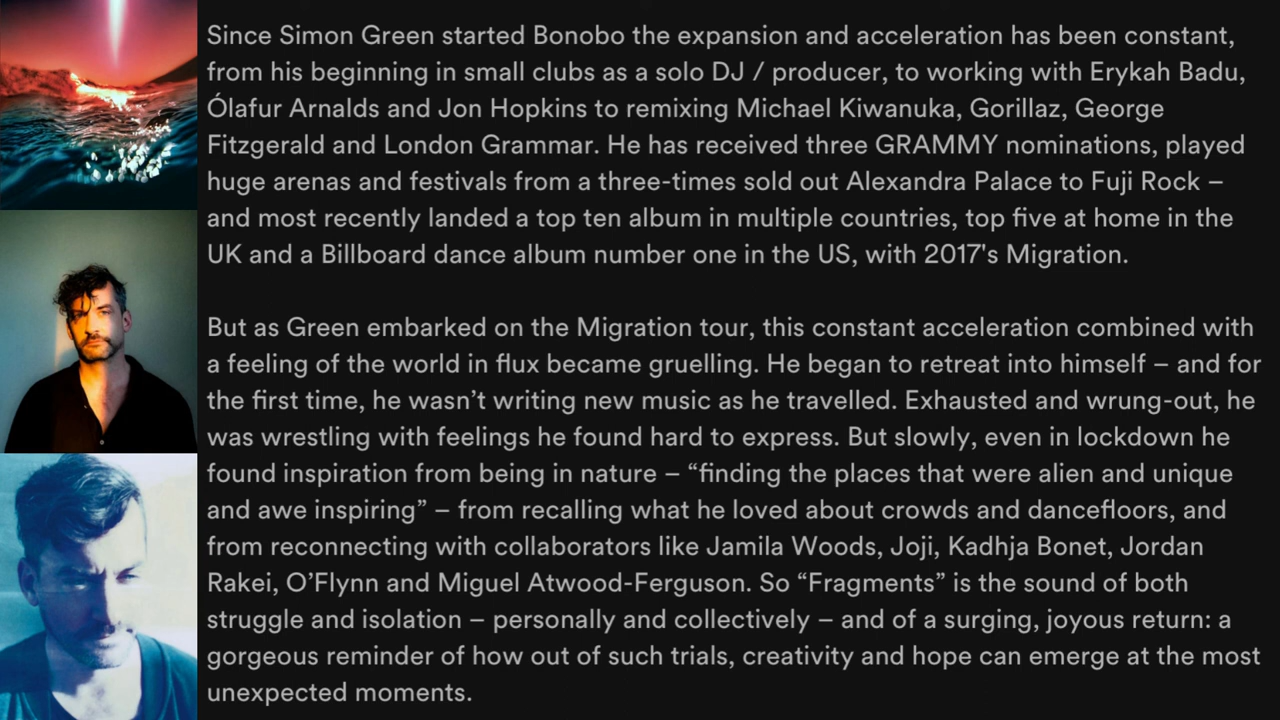 Since Simon Green started Bonobo the expansion and acceleration has been constant,
from his beginning in small clubs as a solo DJ / producer, to working with Erykah Badu,
Ólafur Arnalds and Jon Hopkins to remixing Michael Kiwanuka, Gorillaz, George
Fitzgerald and London Grammar. He has received three GRAMMY nominations, played
huge arenas and festivals from a three-times sold out Alexandra Palace to Fuji Rock –
and most recently landed a top ten album in multiple countries, top five at home in the
UK and a Billboard dance album number one in the US, with 2017's Migration.
But as Green embarked on the Migration tour, this constant acceleration combined with
a feeling of the world in flux became gruelling. He began to retreat into himself – and for
the first time, he wasn’t writing new music as he travelled. Exhausted and wrung-out, he
was wrestling with feelings he found hard to express. But slowly, even in lockdown he
found inspiration from being in nature – “finding the places that were alien and unique
and awe inspiring” – from recalling what he loved about crowds and dancefloors, and
from reconnecting with collaborators like Jamila Woods, Joji, Kadhja Bonet, Jordan
Rakei, O’Flynn and Miguel Atwood-Ferguson. So “Fragments” is the sound of both
struggle and isolation – personally and collectively – and of a surging, joyous return: a
gorgeous reminder of how out of such trials, creativity and hope can emerge at the most
unexpected moments.